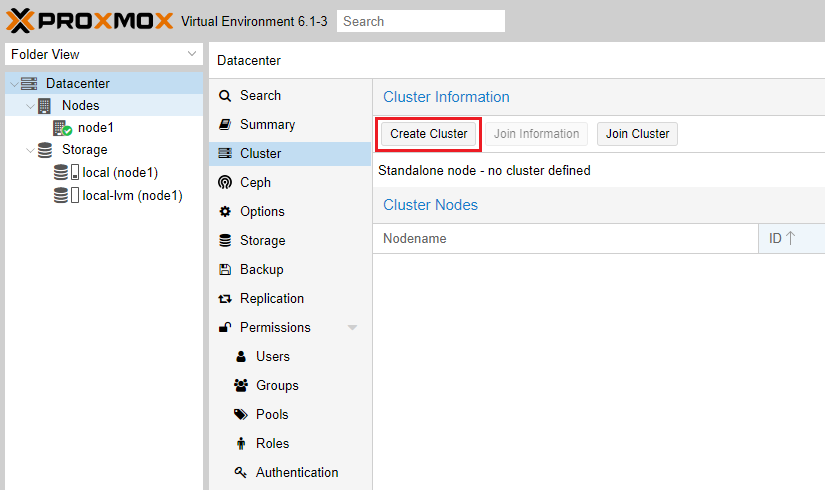 PROXMOX Virtual Environment 6.1-3 Search
Folder View
Datacenter
Nodes
node1
Storage
local (node1)
local-lvm (node1)
Datacenter
Search
Summary
Cluster
Ceph
Options
Storage
Backup
Replication
Permissions
Users
Groups
Pools
Roles
Authentication
Cluster Information
Create Cluster Join Information Join Cluster
Standalone node - no cluster defined
Cluster Nodes
Nodename ID